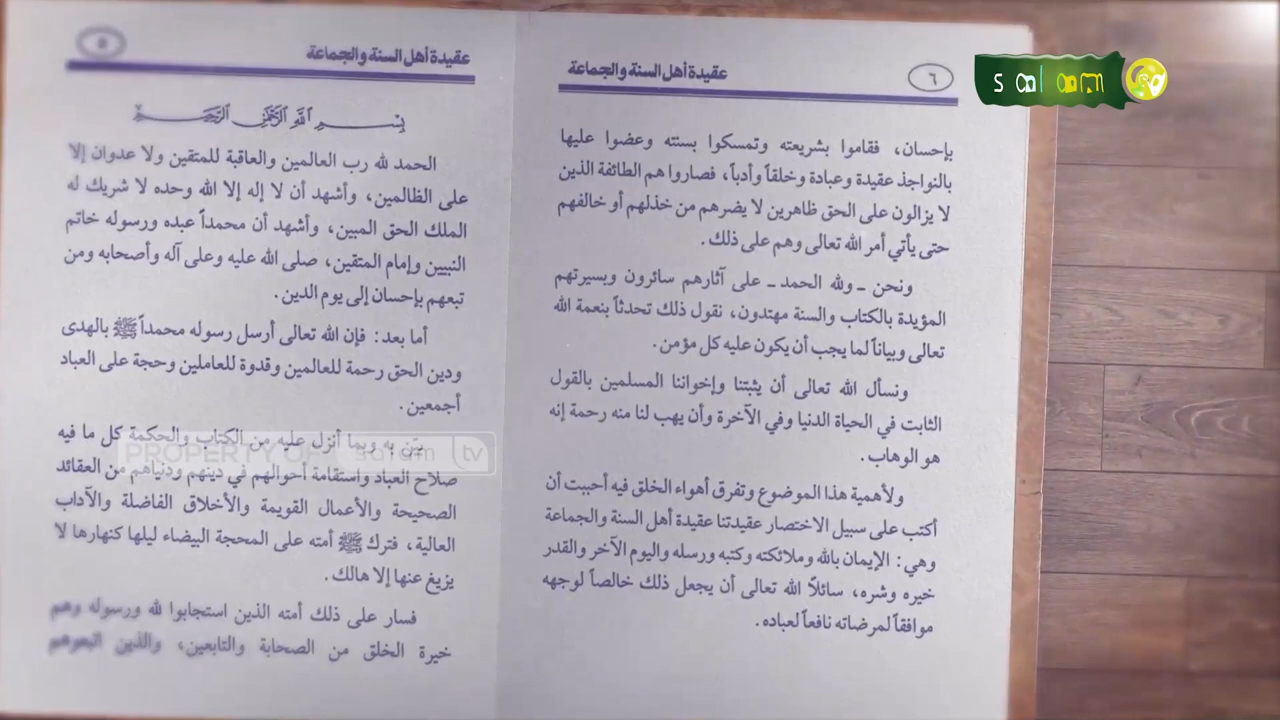 ٥
عقيدة أهل السنة والجماعة
بسم الله الرحمن الرحيم
الحمد لله رب العالمين والعاقبة للمتقين ولا عدوان إلا
على الظالمين، وأشهد أن لا إله إلا الله وحده لا شريك له
الملك الحق المبين، وأشهد أن محمداً عبده ورسوله خاتم
النبيين وإمام المتقين، صلى الله عليه وعلى آله وأصحابه ومن
تبعهم بإحسان إلى يوم الدين.
أما بعد: فإن الله تعالى أرسل رسوله محمداً ﷺ بالهدى
ودين الحق رحمة للعالمين وقدوة للعاملين وحجة على العباد
أجمعين.
بيّن به وبما أنزل عليه من الكتاب والحكمة كل ما فيه
صلاح العباد واستقامة أحوالهم في دينهم ودنياهم من العقائد
الصحيحة والأعمال القويمة والأخلاق الفاضلة والآداب
العالية، فترك ﷺ أمته على المحجة البيضاء ليلها كنهارها لا
يزيغ عنها إلا هالك.
فسار على ذلك أمته الذين استجابوا لله ورسوله وهم
خيرة الخلق من الصحابة والتابعين، والذين اتبعوهم
عقيدة أهل السنة والجماعة
٦
بإحسان، فقاموا بشريعته وتمسكوا بسنته وعضوا عليها
بالنواجذ عقيدة وعبادة وخلقاً وأدباً، فصاروا هم الطائفة الذين
لا يزالون على الحق ظاهرين لا يضرهم من خذلهم أو خالفهم
حتى يأتي أمر الله تعالى وهم على ذلك.
ونحن ـ ولله الحمد ـ على آثارهم سائرون وبسيرتهم
المؤيدة بالكتاب والسنة مهتدون، نقول ذلك تحدثاً بنعمة الله
تعالى وبياناً لما يجب أن يكون عليه كل مؤمن.
ونسأل الله تعالى أن يثبتنا وإخواننا المسلمين بالقول
الثابت في الحياة الدنيا وفي الآخرة وأن يهب لنا منه رحمة إنه
هو الوهاب.
ولأهمية هذا الموضوع وتفرق أهواء الخلق فيه أحببت أن
أكتب على سبيل الاختصار عقيدتنا عقيدة أهل السنة والجماعة
وهي: الإيمان بالله وملائكته وكتبه ورسله واليوم الآخر والقدر
خيره وشره، سائلاً الله تعالى أن يجعل ذلك خالصاً لوجهه
موافقاً لمرضاته نافعاً لعباده.
salam
PROPERTY OF salam tv